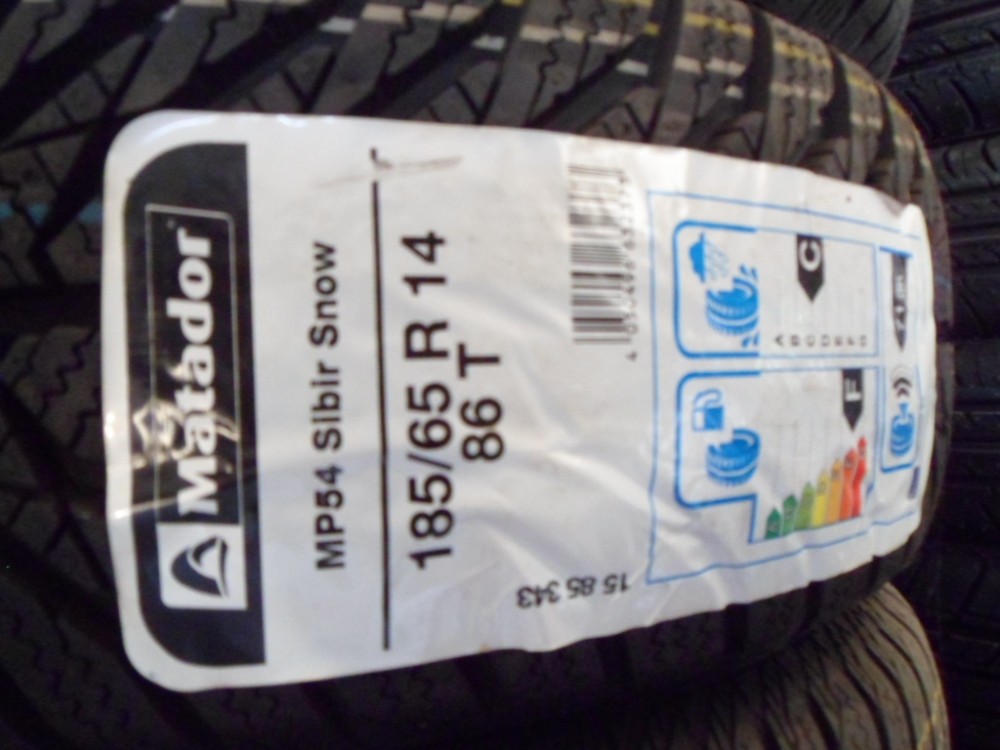 Matador
MP54 Sibir Snow
185/65 R 14
86 T
15 85 343
F
C
A
B
C
D
E
F
G